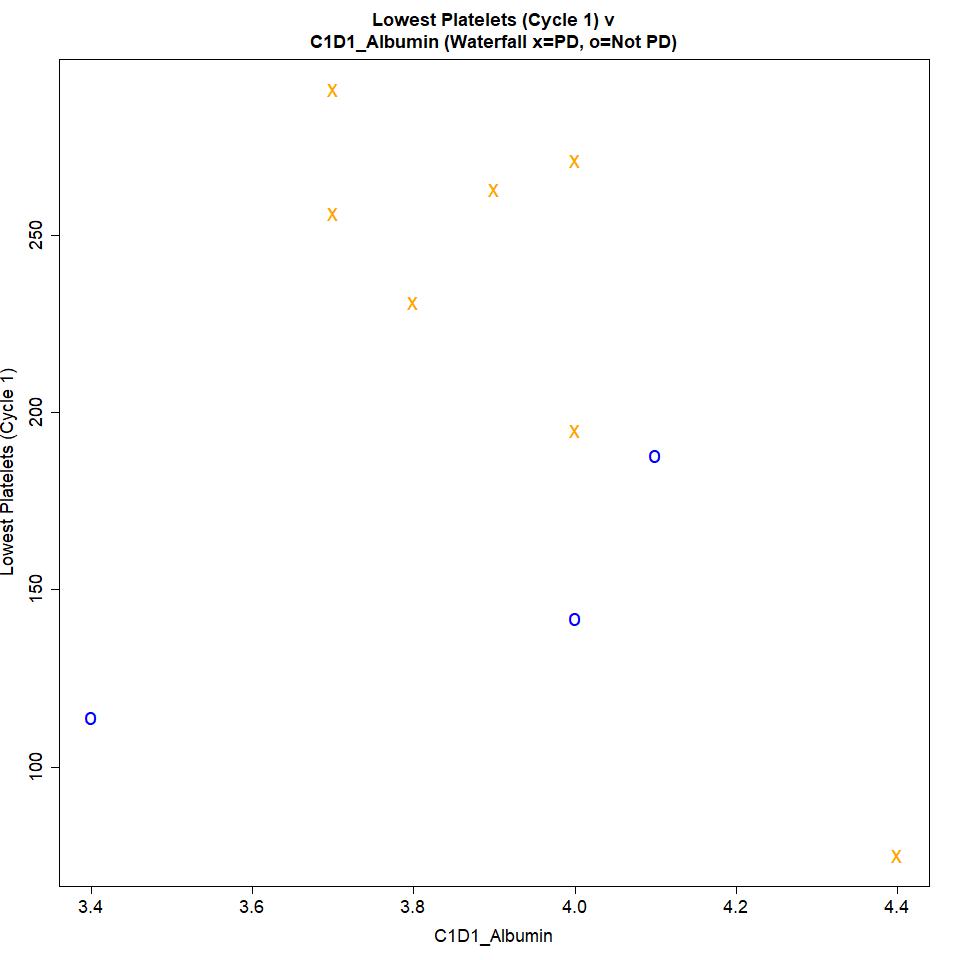 Lowest Platelets (Cycle 1) v
C1D1_Albumin (Waterfall x=PD, o=Not PD)
Lowest Platelets (Cycle 1)
250
200
150
100
X
X
X
X
X
X
O
O
O
X
3.4
3.6
3.8
4.0
4.2
4.4
C1D1_Albumin